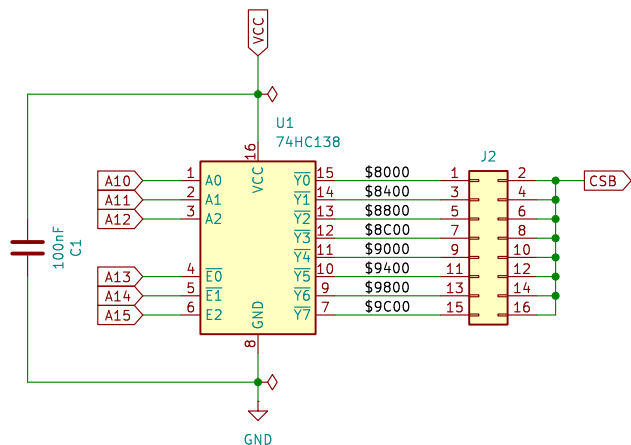 VCC
U1
74HC138
16
VCC
J2
A10 1 A0 Y0 15 $8000 1 2 CSB
A11 2 A1 Y1 14 $8400 3 4
A12 3 A2 Y2 13 $8800 5 6
Y3 12 $8C00 7 8
100nF
C1
Y4 11 $9000 9 10
A13 4 E0 Y5 10 $9400 11 12
A14 5 E1 Y6 9 $9800 13 14
A15 6 E2 Y7 7 $9C00 15 16
GND
8
GND